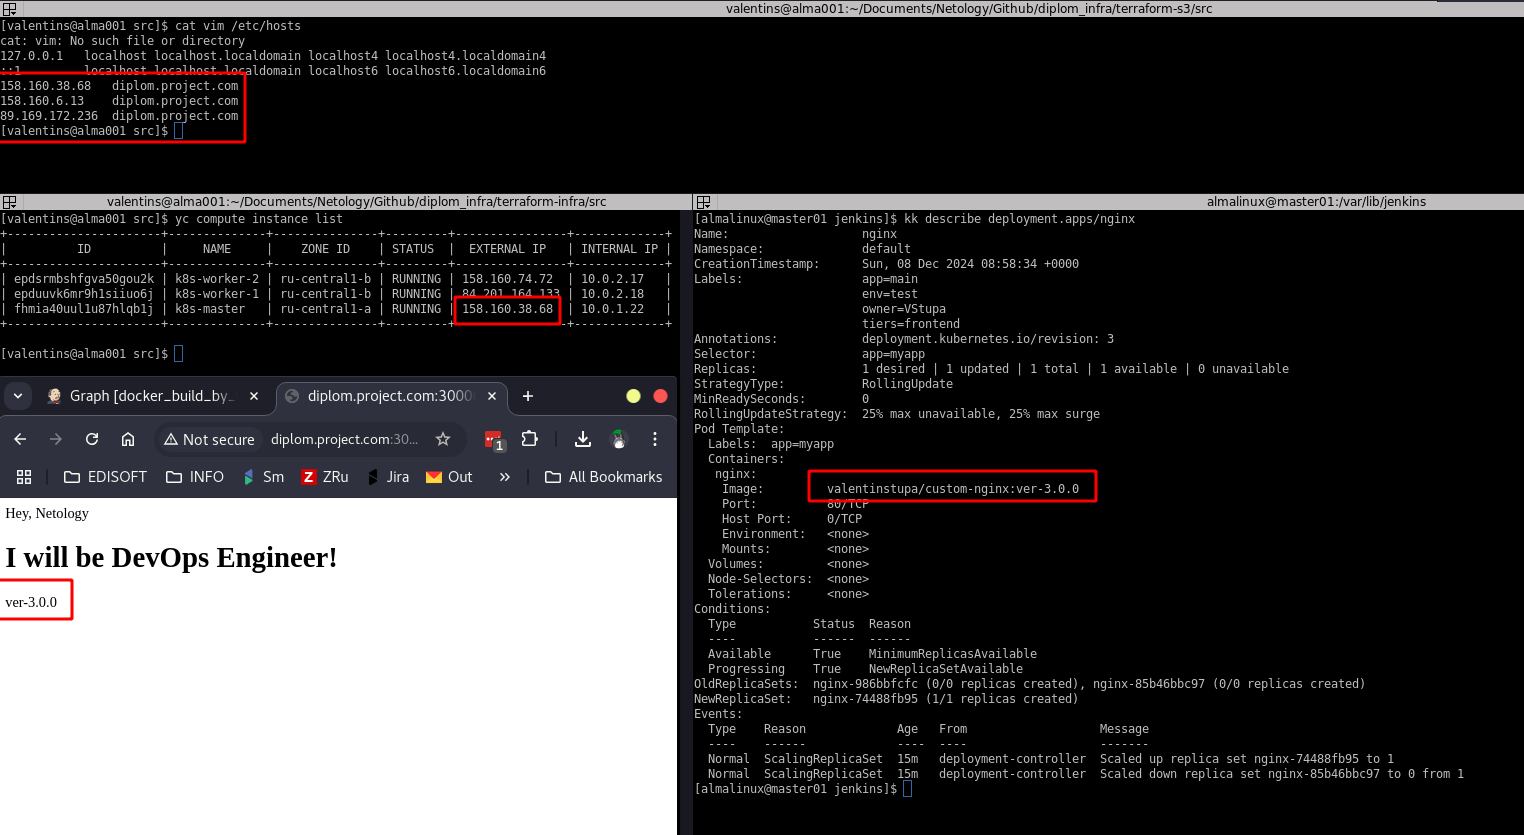 valentins@alma001:~/Documents/Netology/Github/diplom_infra/terraform-s3/src
[valentins@alma001 src]$ cat vim /etc/hosts
cat: vim: No such file or directory
127.0.0.1   localhost localhost.localdomain localhost4 localhost4.localdomain4
::1         localhost localhost.localdomain localhost6 localhost6.localdomain6
158.160.38.68   diplom.project.com
158.160.6.13    diplom.project.com
89.169.172.236  diplom.project.com
[valentins@alma001 src]$
valentins@alma001:~/Documents/Netology/Github/diplom_infra/terraform-infra/src
[valentins@alma001 src]$ yc compute instance list
+----------------------+--------------+---------------+---------+----------------+-------------+
|          ID          |     NAME     |    ZONE ID    | STATUS  |  EXTERNAL IP   | INTERNAL IP |
+----------------------+--------------+---------------+---------+----------------+-------------+
| epdsrmbshfgva50gou2k | k8s-worker-2 | ru-central1-b | RUNNING | 158.160.74.72  | 10.0.2.17   |
| epduuvk6mr9h1siiuo6j | k8s-worker-1 | ru-central1-b | RUNNING | 84.201.164.133 | 10.0.2.18   |
| fhmia40uul1u87hlqb1j | k8s-master   | ru-central1-a | RUNNING | 158.160.38.68  | 10.0.1.22   |
+----------------------+--------------+---------------+---------+----------------+-------------+
[valentins@alma001 src]$
Graph [docker_build_by_
diplom.project.com:3000
Not secure
diplom.project.com:30...
1
EDISOFT
INFO
Sm
Z ZRu
Jira
Out
»
All Bookmarks
Hey, Netology
I will be DevOps Engineer!
ver-3.0.0
almalinux@master01:/var/lib/jenkins
[almalinux@master01 jenkins]$ kk describe deployment.apps/nginx
Name:                   nginx
Namespace:              default
CreationTimestamp:      Sun, 08 Dec 2024 08:58:34 +0000
Labels:                 app=main
                        env=test
                        owner=VStupa
                        tiers=frontend
Annotations:            deployment.kubernetes.io/revision: 3
Selector:               app=myapp
Replicas:               1 desired | 1 updated | 1 total | 1 available | 0 unavailable
StrategyType:           RollingUpdate
MinReadySeconds:        0
RollingUpdateStrategy:  25% max unavailable, 25% max surge
Pod Template:
  Labels:  app=myapp
  Containers:
   nginx:
    Image:         valentinstupa/custom-nginx:ver-3.0.0
    Port:          80/TCP
    Host Port:     0/TCP
    Environment:   <none>
    Mounts:        <none>
  Volumes:         <none>
  Node-Selectors:  <none>
  Tolerations:     <none>
Conditions:
  Type           Status  Reason
  ----           ------  ------
  Available      True    MinimumReplicasAvailable
  Progressing    True    NewReplicaSetAvailable
OldReplicaSets:  nginx-986bbfcfc (0/0 replicas created), nginx-85b46bbc97 (0/0 replicas created)
NewReplicaSet:   nginx-74488fb95 (1/1 replicas created)
Events:
  Type    Reason             Age   From                   Message
  ----    ------             ----  ----                   -------
  Normal  ScalingReplicaSet  15m   deployment-controller  Scaled up replica set nginx-74488fb95 to 1
  Normal  ScalingReplicaSet  15m   deployment-controller  Scaled down replica set nginx-85b46bbc97 to 0 from 1
[almalinux@master01 jenkins]$